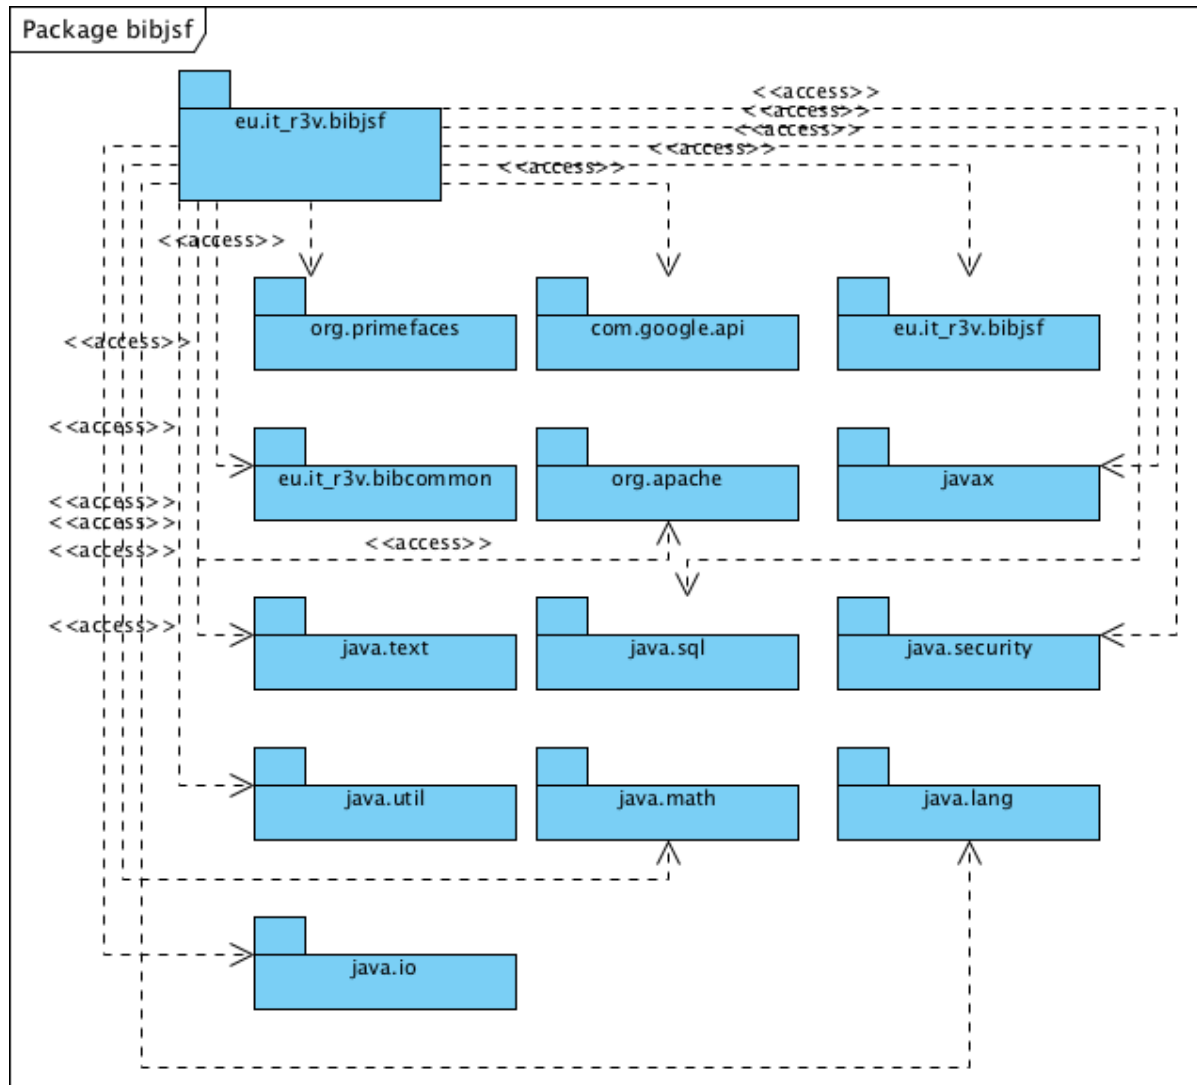 Package bibjsf
<<access>>
<<access>>
eu.it_r3v.bibjsf
<<access>>
<<access>>
<<access>>
<<access>>
org.primefaces
com.google.api
eu.it_r3v.bibjsf
<<access>>
<<access>>
eu.it_r3v.bibcommon
org.apache
javax
<<access>>
<<access>>
<<access>>
<<access>>
<<access>>
java.text
java.sql
java.security
java.util
java.math
java.lang
java.io